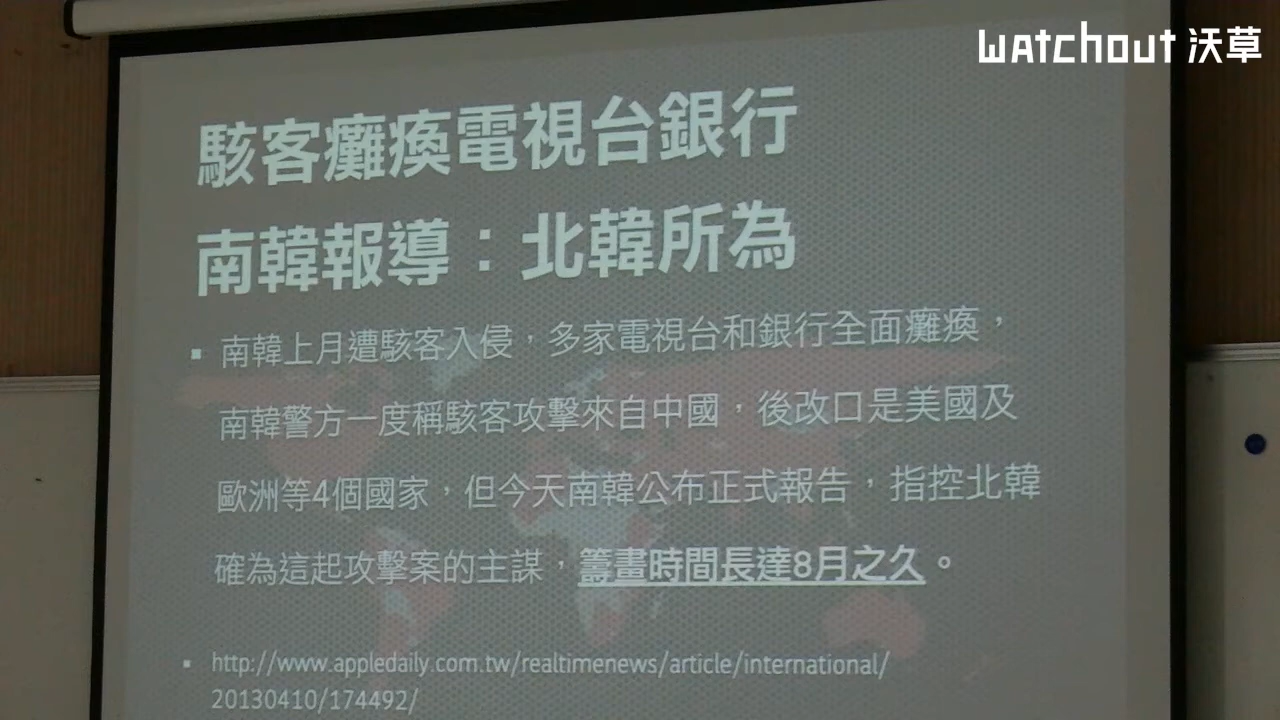 WATCHOUT 沃草
駭客癱瘓電視台銀行
南韓報導：北韓所為
▪ 南韓上月遭駭客入侵，多家電視台和銀行全面癱瘓，
南韓警方一度稱駭客攻擊來自中國，後改口是美國及
歐洲等4個國家，但今天南韓公布正式報告，指控北韓
確為這起攻擊案的主謀，籌畫時間長達8月之久。
▪ http://www.appledaily.com.tw/realtimenews/article/international/
20130410/174492/